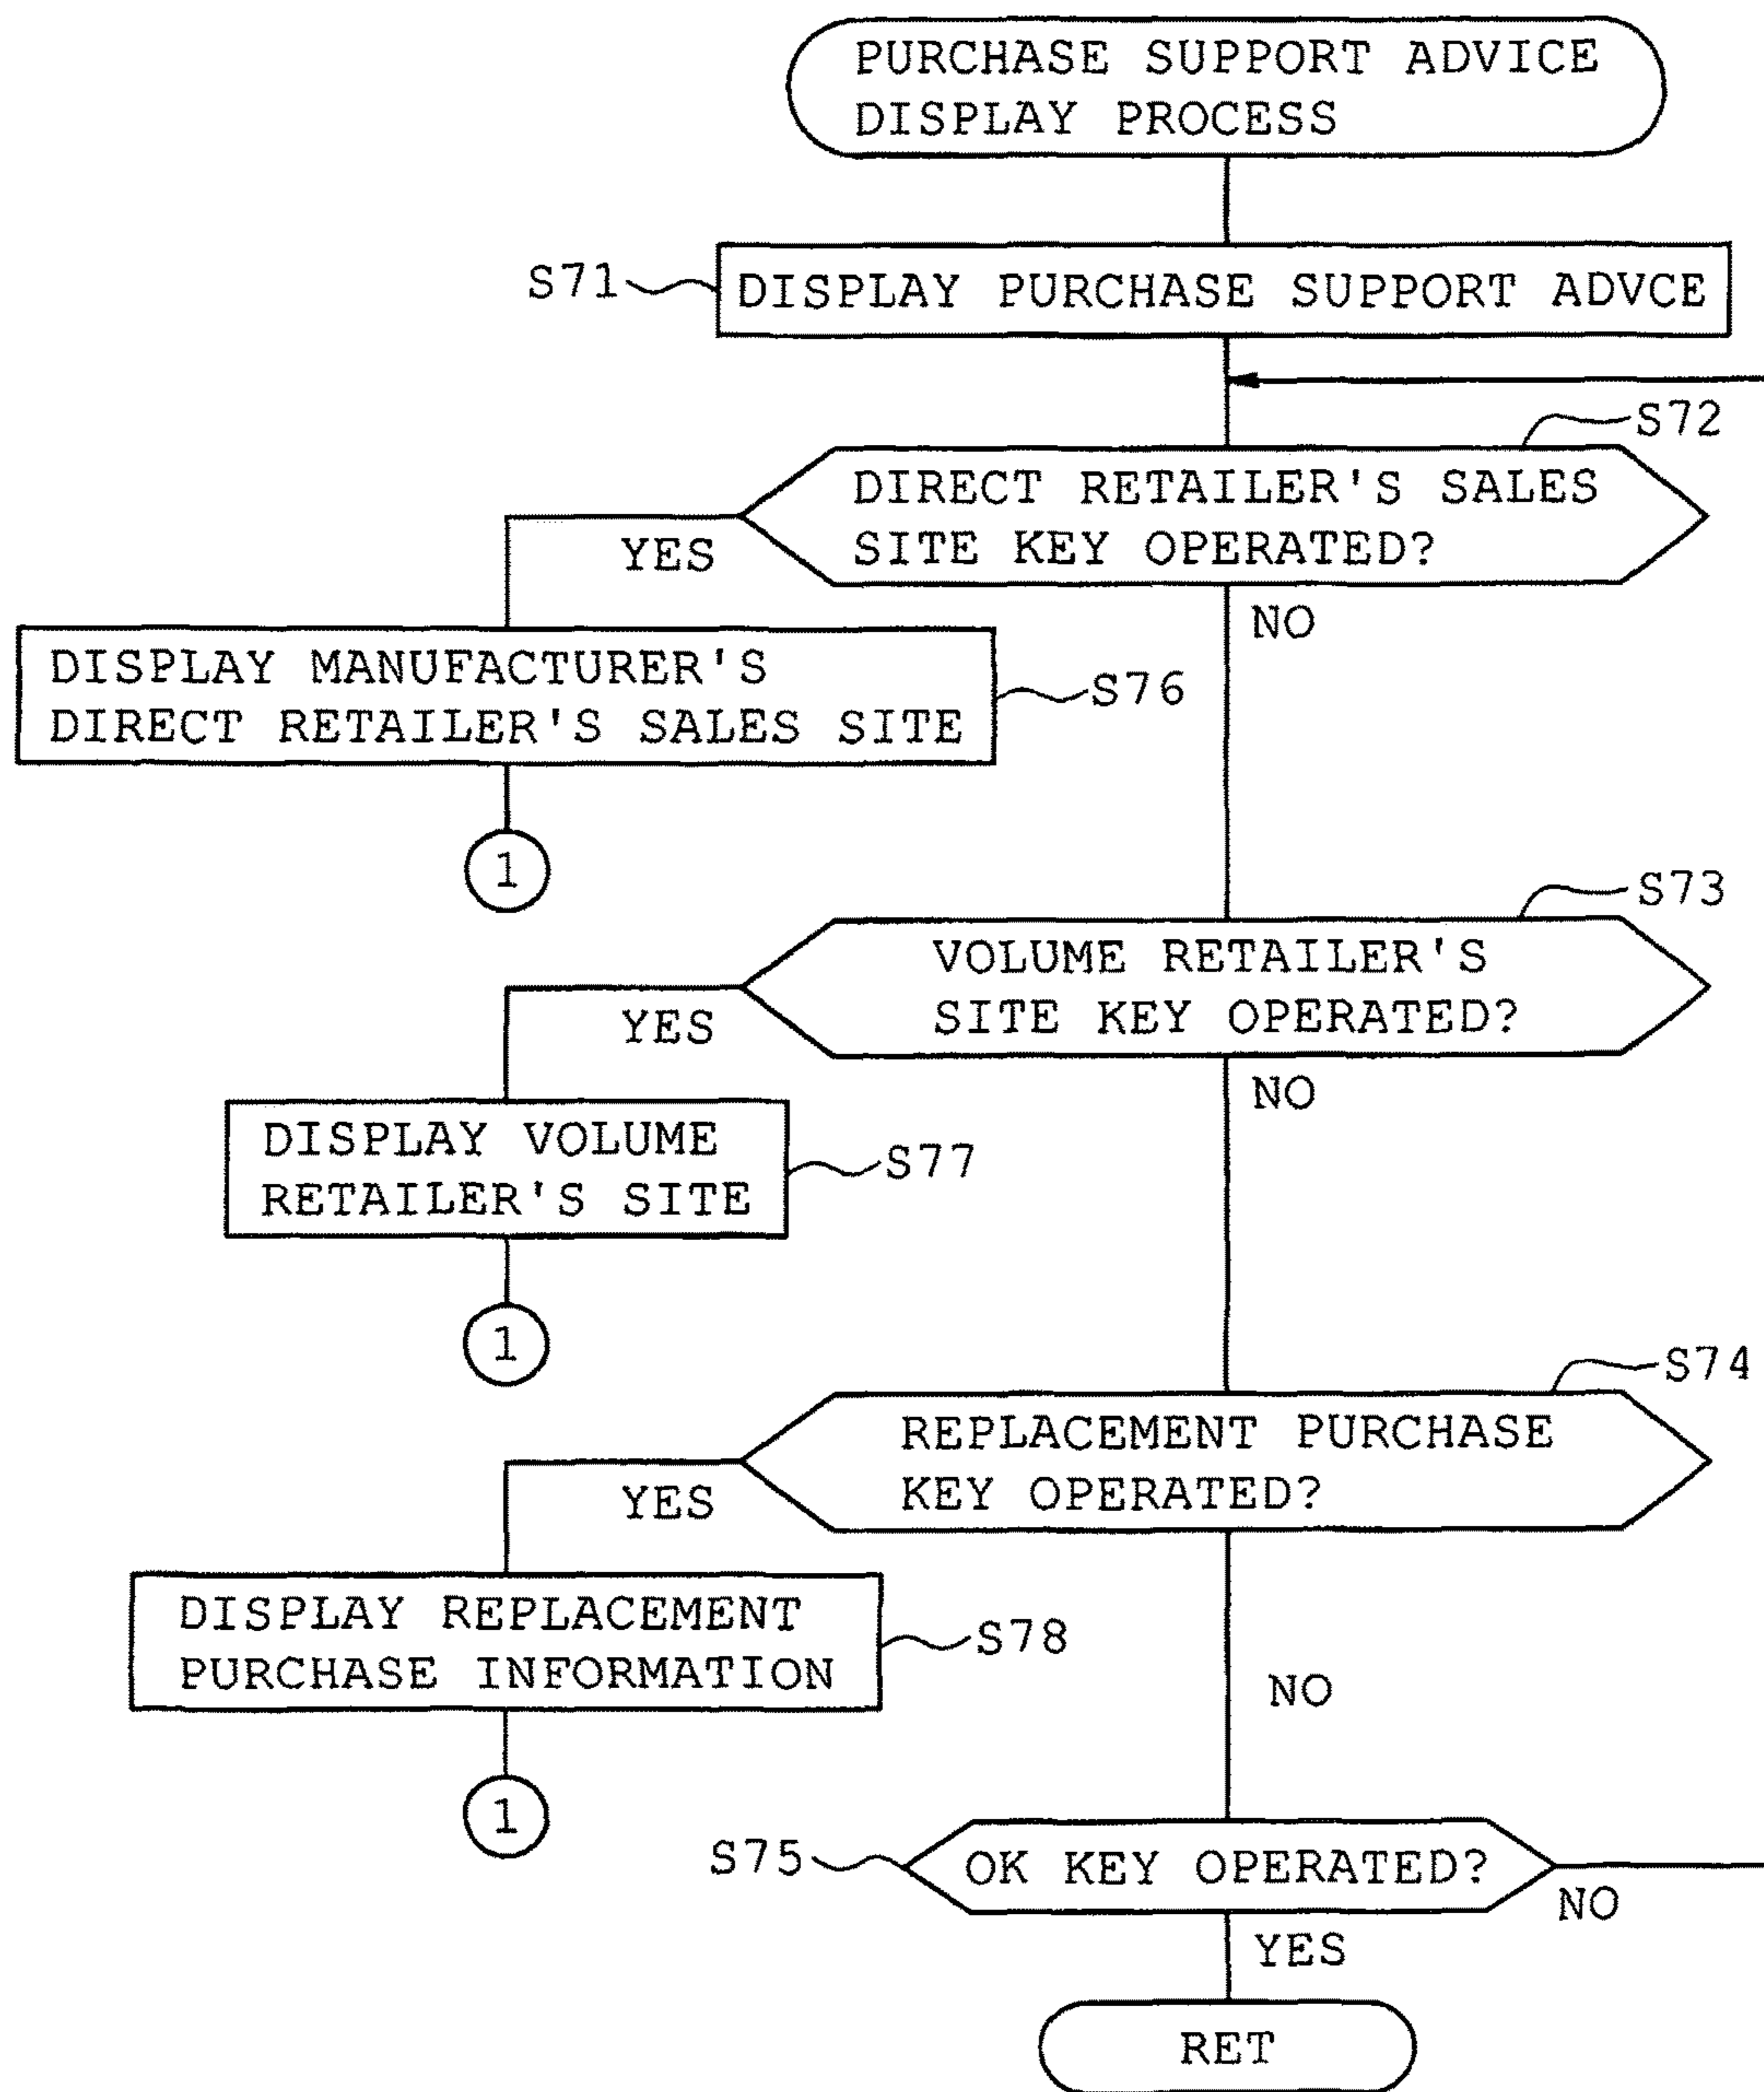 PURCHASE SUPPORT ADVICE
DISPLAY PROCESS
S71
DISPLAY PURCHASE SUPPORT ADVCE
S72
DIRECT RETAILER'S SALES
SITE KEY OPERATED?
YES
NO
DISPLAY MANUFACTURER'S
DIRECT RETAILER'S SALES SITE
S76
1
S73
VOLUME RETAILER'S
SITE KEY OPERATED?
YES
NO
DISPLAY VOLUME
RETAILER'S SITE
S77
1
S74
REPLACEMENT PURCHASE
KEY OPERATED?
YES
DISPLAY REPLACEMENT
PURCHASE INFORMATION
S78
NO
1
S75
OK KEY OPERATED?
NO
YES
RET